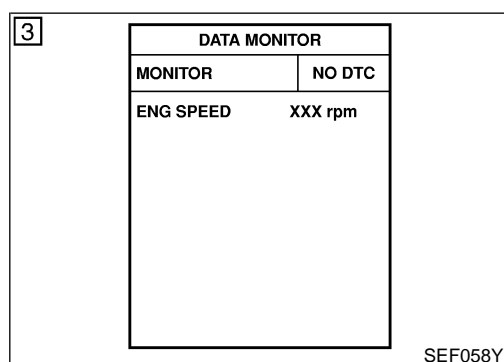 3
DATA MONITOR
MONITOR NO DTC
ENG SPEED XXX rpm
SEF058Y